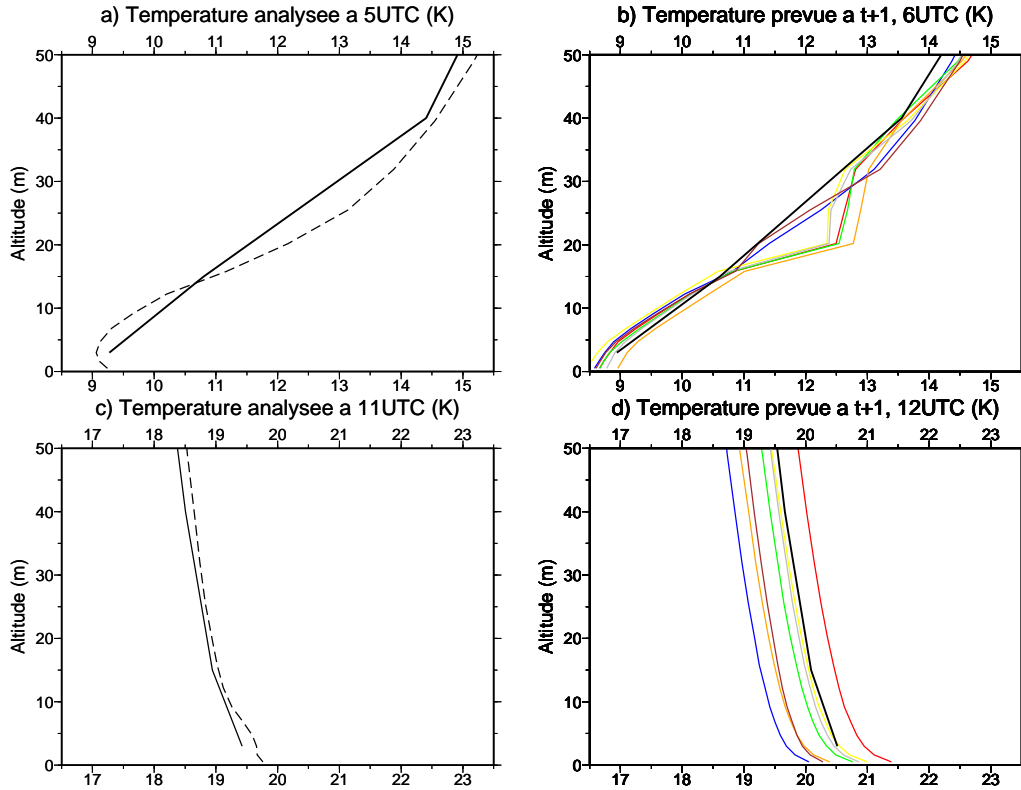 a) Temperature analysee a 5UTC (K)
9 10 11 12 13 14 15
50
40
30
20
10
0
Altitude (m)
9 10 11 12 13 14 15
b) Temperature prevue a t+1, 6UTC (K)
9 10 11 12 13 14 15
50
40
30
20
10
0
Altitude (m)
9 10 11 12 13 14 15
c) Temperature analysee a 11UTC (K)
17 18 19 20 21 22 23
50
40
30
20
10
0
Altitude (m)
17 18 19 20 21 22 23
d) Temperature prevue a t+1, 12UTC (K)
17 18 19 20 21 22 23
50
40
30
20
10
0
Altitude (m)
17 18 19 20 21 22 23